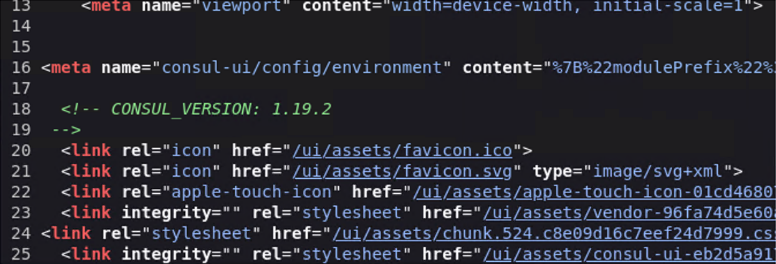 13 <meta name="viewport" content="width=device-width, initial-scale=1">
14
15
16 <meta name="consul-ui/config/environment" content="%7B%22modulePrefix%22%
17
18 <!-- CONSUL_VERSION: 1.19.2
19 -->
20 <link rel="icon" href="/ui/assets/favicon.ico">
21 <link rel="icon" href="/ui/assets/favicon.svg" type="image/svg+xml">
22 <link rel="apple-touch-icon" href="/ui/assets/apple-touch-icon-01cd4680
23 <link integrity="" rel="stylesheet" href="/ui/assets/vendor-96fa74d5e60
24 <link rel="stylesheet" href="/ui/assets/chunk.524.c8e09d16c7eef24d7999.cs
25 <link integrity="" rel="stylesheet" href="/ui/assets/consul-ui-eb2d5a91